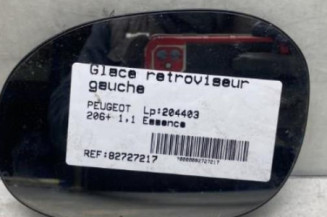 Glace retroviseur
gauche
PEUGEOT Lp:204403
206+ 1.1 Essence
REF:82727217